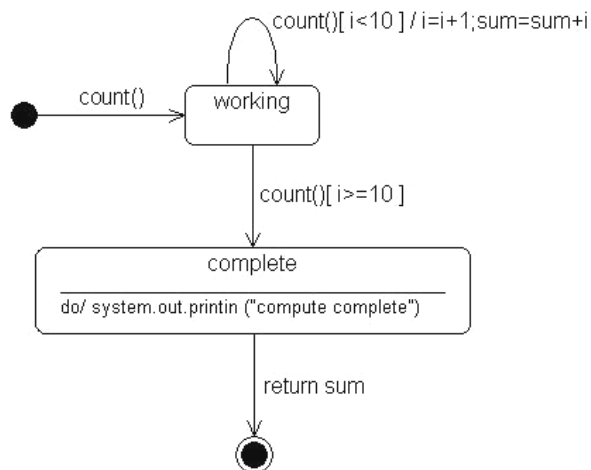 count()[ i<10 ] / i=i+1;sum=sum+i
count()
working
count()[ i>=10 ]
complete
do/ system.out.printin ("compute complete")
return sum